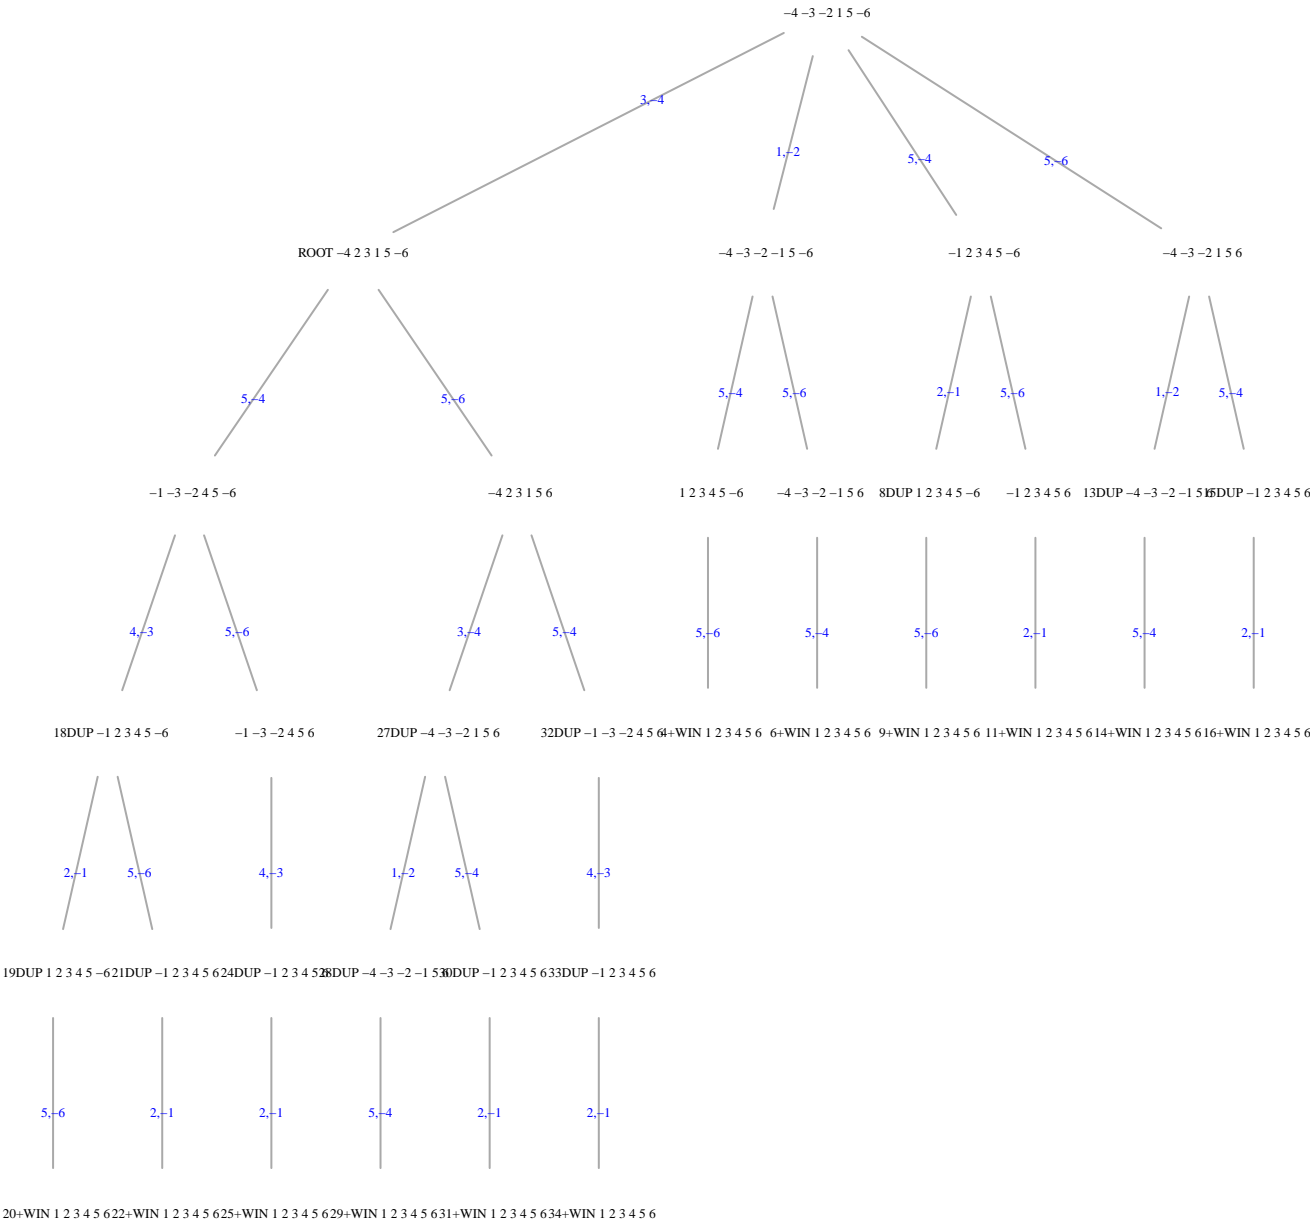 −4 −3 −2 1 5 −6
3,−4
1,−2
5,−4
5,−6
ROOT −4 2 3 1 5 −6
−4 −3 −2 −1 5 −6
−1 2 3 4 5 −6
−4 −3 −2 1 5 6
5,−4
5,−6
5,−4
5,−6
2,−1
5,−6
1,−2
5,−4
−1 −3 −2 4 5 −6
−4 2 3 1 5 6
1 2 3 4 5 −6
−4 −3 −2 −1 5 6
8DUP 1 2 3 4 5 −6
−1 2 3 4 5 6
13DUP −4 −3 −2 −1 5 6
15DUP −1 2 3 4 5 6
4,−3
5,−6
3,−4
5,−4
5,−6
5,−4
5,−6
2,−1
5,−4
2,−1
18DUP −1 2 3 4 5 −6
−1 −3 −2 4 5 6
27DUP −4 −3 −2 1 5 6
32DUP −1 −3 −2 4 5 6
4+WIN 1 2 3 4 5 6
6+WIN 1 2 3 4 5 6
9+WIN 1 2 3 4 5 6
11+WIN 1 2 3 4 5 6
14+WIN 1 2 3 4 5 6
16+WIN 1 2 3 4 5 6
2,−1
5,−6
4,−3
1,−2
5,−4
4,−3
19DUP 1 2 3 4 5 −6
21DUP −1 2 3 4 5 6
24DUP −1 2 3 4 5 6
28DUP −4 −3 −2 −1 5 6
30DUP −1 2 3 4 5 6
33DUP −1 2 3 4 5 6
5,−6
2,−1
2,−1
5,−4
2,−1
2,−1
20+WIN 1 2 3 4 5 6
22+WIN 1 2 3 4 5 6
25+WIN 1 2 3 4 5 6
29+WIN 1 2 3 4 5 6
31+WIN 1 2 3 4 5 6
34+WIN 1 2 3 4 5 6